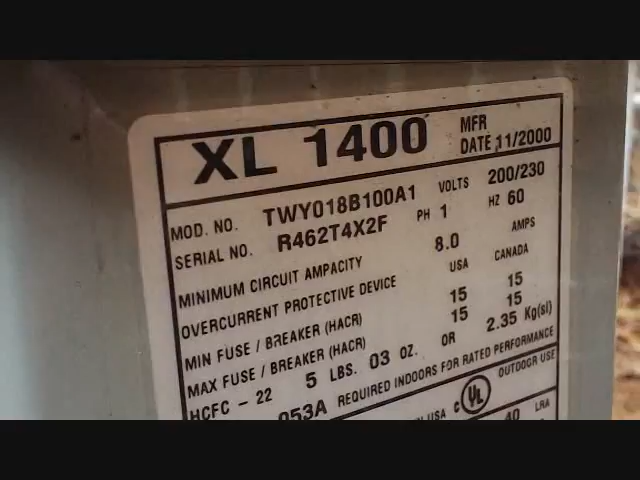 XL 1400 MFR DATE 11/2000
MOD. NO. TWY018B100A1 VOLTS 200/230
SERIAL NO. R462T4X2F PH 1 HZ 60
MINIMUM CIRCUIT AMPACITY 8.0 AMPS
OVERCURRENT PROTECTIVE DEVICE USA CANADA
MIN FUSE / BREAKER (HACR) 15 15
MAX FUSE / BREAKER (HACR) 15 15
HCFC - 22 5 LBS. 03 OZ. OR 2.35 Kg(sl)
053A REQUIRED INDOORS FOR RATED PERFORMANCE
USA C UL OUTDOOR USE
40 LRA